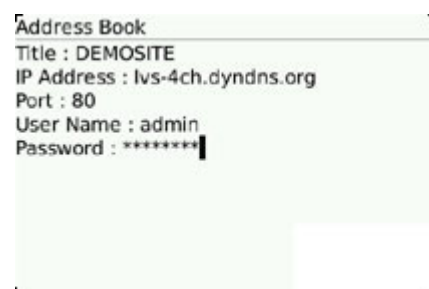 Address Book
Title : DEMOSITE
IP Address : lvs-4ch.dyndns.org
Port : 80
User Name : admin
Password : ********